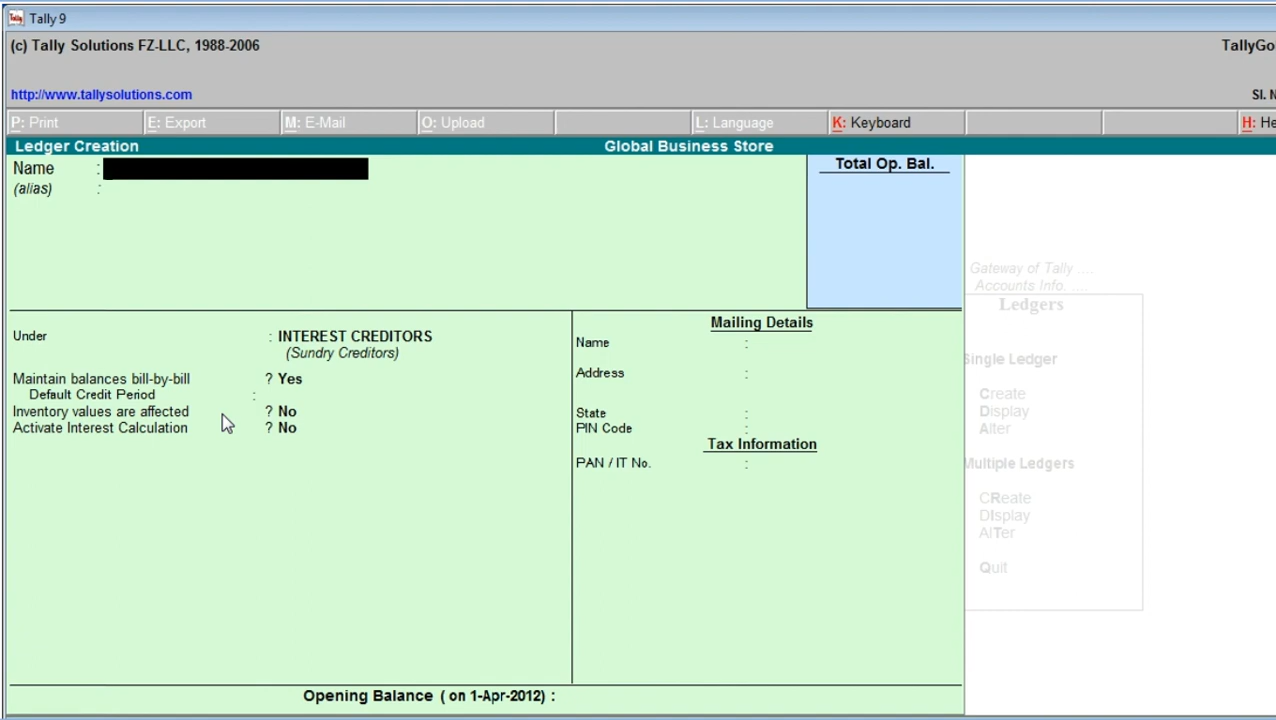 Tally 9
(c) Tally Solutions FZ-LLC, 1988-2006
TallyGo
http://www.tallysolutions.com
Sl. N
P: Print E: Export M: E-Mail O: Upload L: Language K: Keyboard H: He
Ledger Creation Global Business Store
Name :
(alias) :
Total Op. Bal.
Gateway of Tally ....
Accounts Info. ....
Ledgers
Single Ledger
Create
Display
Alter
Multiple Ledgers
CReate
DIsplay
AlTer
Quit
Under : INTEREST CREDITORS
(Sundry Creditors)
Maintain balances bill-by-bill ? Yes
Default Credit Period :
Inventory values are affected ? No
Activate Interest Calculation ? No
Mailing Details
Name :
Address :
State :
PIN Code :
Tax Information
PAN / IT No. :
Opening Balance ( on 1-Apr-2012) :